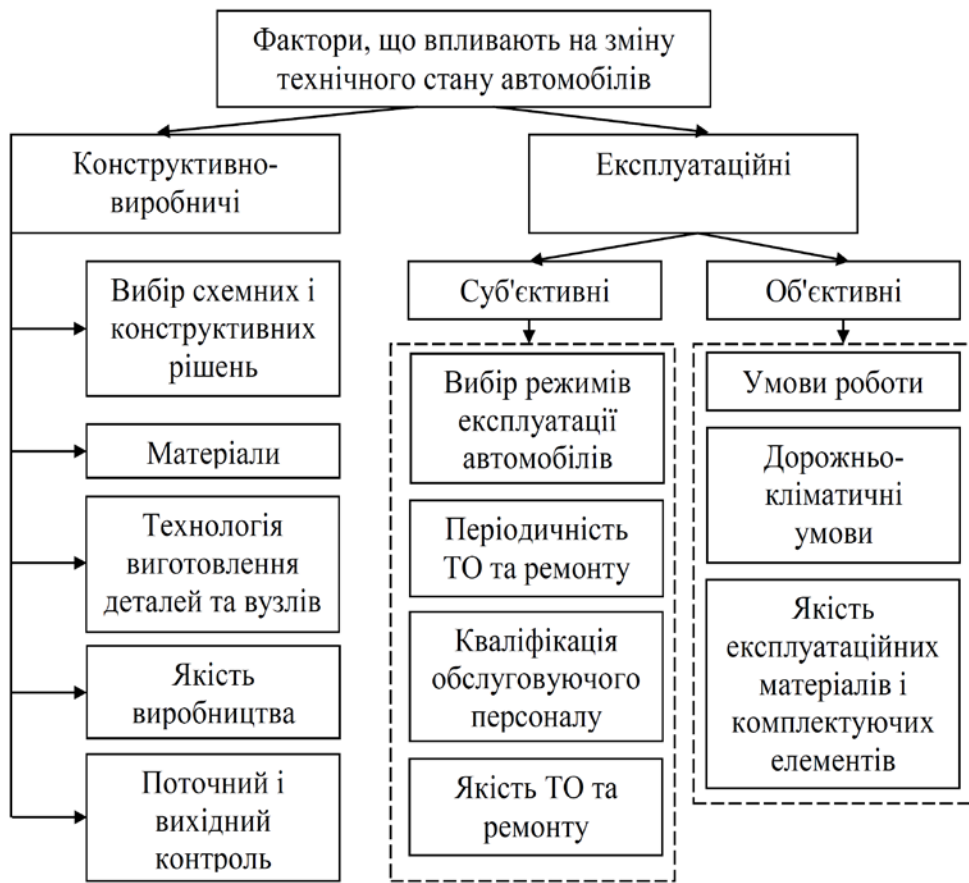 Фактори, що впливають на зміну
технічного стану автомобілів
Конструктивно-
виробничі
Вибір схемних і
конструктивних
рішень
Матеріали
Технологія
виготовлення
деталей та вузлів
Якість
виробництва
Поточний і
вихідний
контроль
Експлуатаційні
Суб'єктивні
Вибір режимів
експлуатації
автомобілів
Періодичність
ТО та ремонту
Кваліфікація
обслуговуючого
персоналу
Якість ТО та
ремонту
Об'єктивні
Умови роботи
Дорожньо-
кліматичні
умови
Якість
експлуатаційних
матеріалів і
комплектуючих
елементів